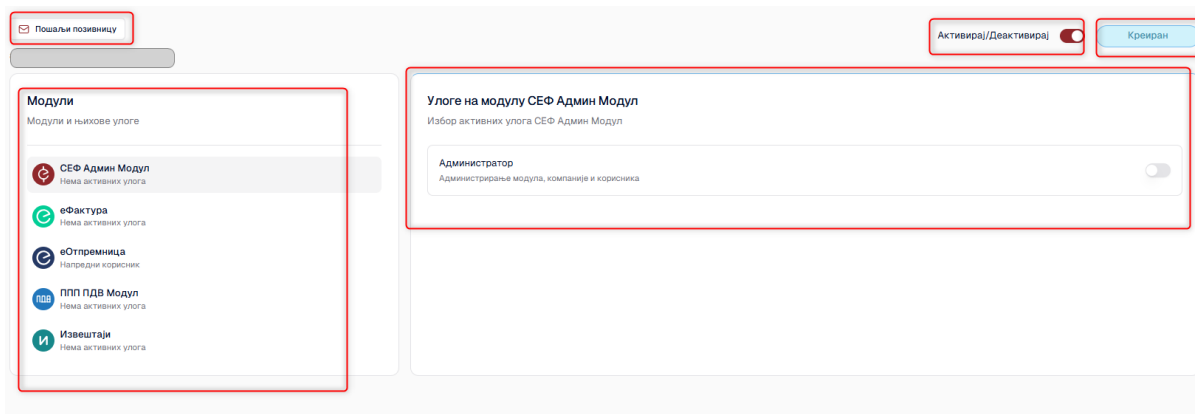 Пошаљи позивницу
Активирај/Деактивирај
Креиран
Модули
Модули и њихове улоге
СЕФ Админ Модул
Нема активних улога
еФактура
Нема активних улога
еОтпремница
Напредни корисник
ПДВ
ППП ПДВ Модул
Нема активних улога
И
Извештаји
Нема активних улога
Улоге на модулу СЕФ Админ Модул
Избор активних улога СЕФ Админ Модул
Администратор
Администрирање модула, компаније и корисника